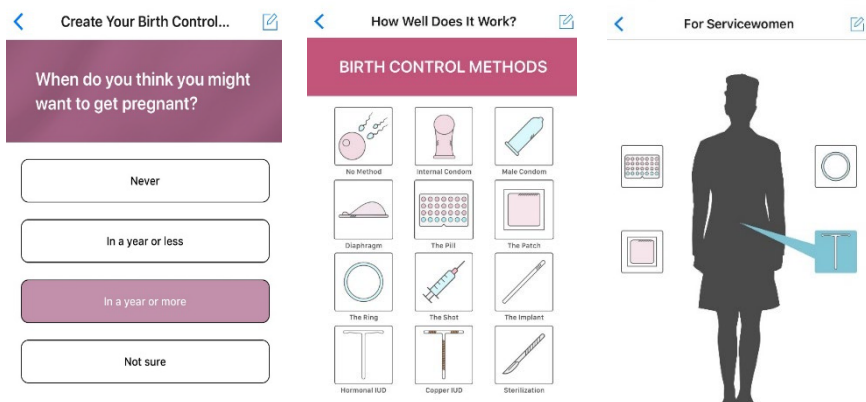 Create Your Birth Control...
When do you think you might
want to get pregnant?
Never
In a year or less
In a year or more
Not sure
How Well Does It Work?
BIRTH CONTROL METHODS
No Method
Internal Condom
Male Condom
Diaphragm
The Pill
The Patch
The Ring
The Shot
The Implant
Hormonal IUD
Copper IUD
Sterilization
For Servicewomen